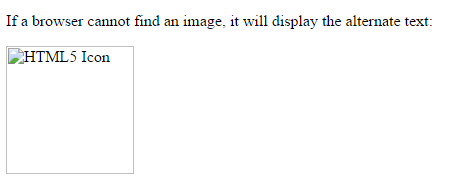 If a browser cannot find an image, it will display the alternate text:
HTML5 Icon